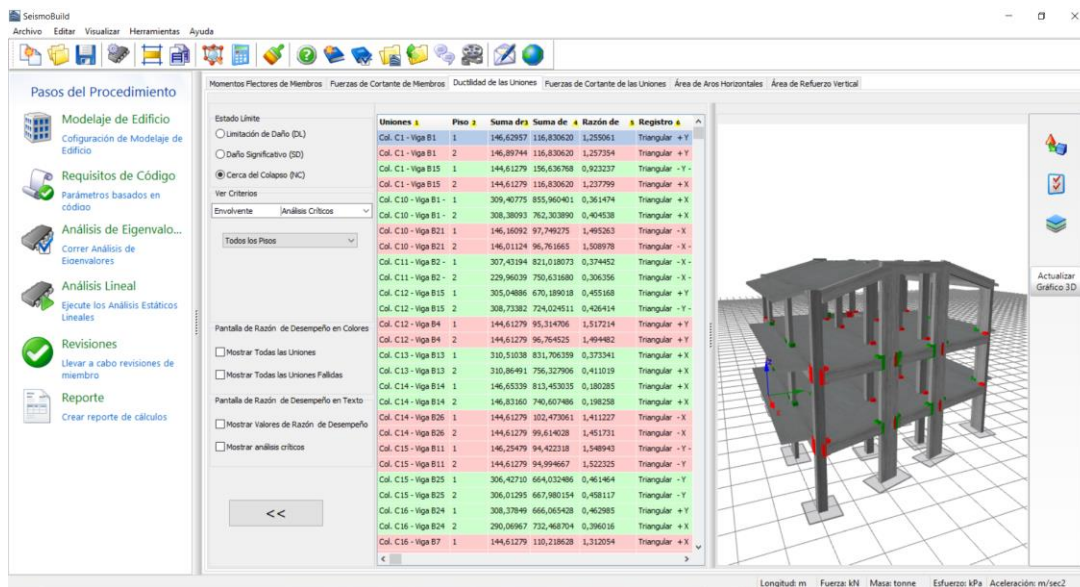 SeismoBuild
Archivo Editar Visualizar Herramientas Ayuda
Pasos del Procedimiento
Modelaje de Edificio
Cofiguración de Modelaje de Edificio
Requisitos de Código
Parámetros basados en código
Análisis de Eigenvalo...
Correr Análisis de Eigenvalores
Análisis Lineal
Ejecute los Análisis Estáticos Lineales
Revisiones
Llevar a cabo revisiones de miembro
Reporte
Crear reporte de cálculos
Momentos Flectores de Miembros Fuerzas de Cortante de Miembros Ductilidad de las Uniones Fuerzas de Cortante de las Uniones Área de Aros Horizontales Área de Refuerzo Vertical
Estado Límite
Limitación de Daño (DL)
Daño Significativo (SD)
Cerca del Colapso (NC)
Ver Criterios
Envolvente Análisis Críticos
Todos los Pisos
Pantalla de Razón de Desempeño en Colores
Mostrar Todas las Uniones
Mostrar Todas las Uniones Fallidas
Pantalla de Razón de Desempeño en Texto
Mostrar Valores de Razón de Desempeño
Mostrar análisis críticos
<<
Uniones 1 Piso 2 Suma de 3 Suma de 4 Razón de 5 Registro 6
Col. C1 - Viga B1 1 146,62957 116,830620 1,255061 Triangular +Y
Col. C1 - Viga B1 2 146,89744 116,830620 1,257354 Triangular +Y
Col. C1 - Viga B15 1 144,61279 156,636768 0,923237 Triangular -Y -
Col. C1 - Viga B15 2 144,61279 116,830620 1,237799 Triangular +X
Col. C10 - Viga B1 - 1 309,40775 855,960401 0,361474 Triangular +X
Col. C10 - Viga B1 - 2 308,38093 762,303890 0,404538 Triangular +X
Col. C10 - Viga B21 1 146,16092 97,749275 1,495263 Triangular -X
Col. C10 - Viga B21 2 146,01124 96,761665 1,508978 Triangular -X -
Col. C11 - Viga B2 - 1 307,43194 821,018073 0,374452 Triangular -X -
Col. C11 - Viga B2 - 2 229,96039 750,631680 0,306356 Triangular -X -
Col. C12 - Viga B15 1 305,04886 670,189018 0,455168 Triangular +Y
Col. C12 - Viga B15 2 308,73382 724,024511 0,426414 Triangular -Y -
Col. C12 - Viga B4 1 144,61279 95,314706 1,517214 Triangular +Y
Col. C12 - Viga B4 2 144,61279 96,764525 1,494482 Triangular +Y
Col. C13 - Viga B13 1 310,51038 831,706359 0,373341 Triangular +X
Col. C13 - Viga B13 2 310,86491 756,327906 0,411019 Triangular +X
Col. C14 - Viga B14 1 146,65339 813,453035 0,180285 Triangular +X
Col. C14 - Viga B14 2 146,83160 740,607486 0,198258 Triangular +X
Col. C14 - Viga B26 1 144,61279 102,473061 1,411227 Triangular -X
Col. C14 - Viga B26 2 144,61279 99,614028 1,451731 Triangular -X
Col. C15 - Viga B11 1 146,25479 94,422318 1,548943 Triangular -Y -
Col. C15 - Viga B11 2 144,61279 94,994667 1,522325 Triangular -Y
Col. C15 - Viga B25 1 306,42710 664,032486 0,461464 Triangular -Y
Col. C15 - Viga B25 2 306,01295 667,980154 0,458117 Triangular -Y
Col. C16 - Viga B24 1 308,37849 666,065428 0,462985 Triangular +Y
Col. C16 - Viga B24 2 290,06967 732,468704 0,396016 Triangular +X
Col. C16 - Viga B7 1 144,61279 110,218628 1,312054 Triangular +X
Actualizar
Gráfico 3D
Longitud: m Fuerza: kN Masa: tonne Esfuerzo: kPa Aceleración: m/sec2